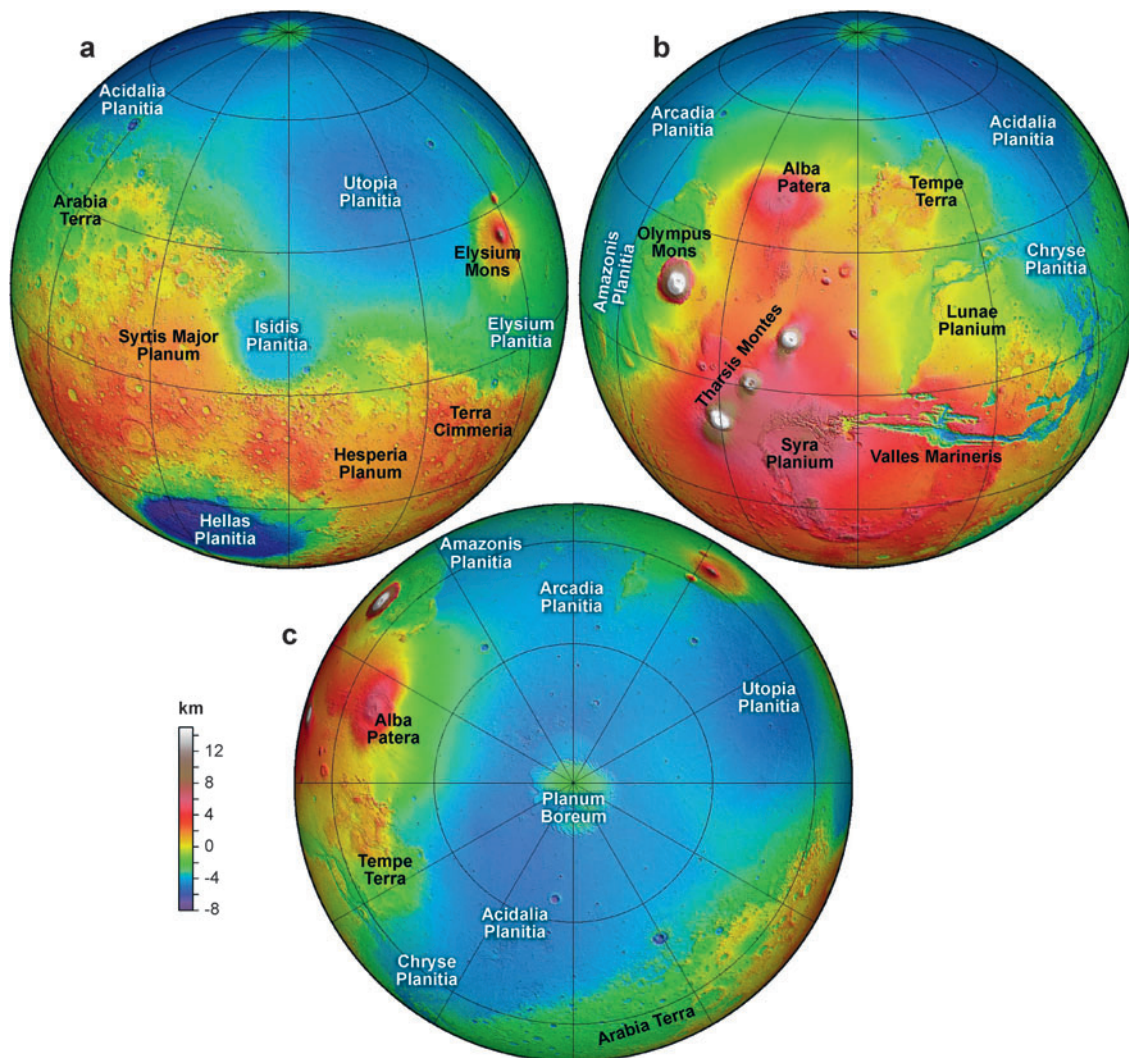 a
Acidalia
Planitia
Arabia
Terra
Utopia
Planitia
Elysium
Mons
Syrtis Major
Planum
Isidis
Planitia
Elysium
Planitia
Terra
Cimmeria
Hesperia
Planum
Hellas
Planitia
b
Arcadia
Planitia
Acidalia
Planitia
Alba
Patera
Tempe
Terra
Olympus
Mons
Amazonis
Planitia
Chryse
Planitia
Lunae
Planium
Tharsis Montes
Syra
Planium
Valles Marineris
c
Amazonis
Planitia
Arcadia
Planitia
Utopia
Planitia
Alba
Patera
Planum
Boreum
Tempe
Terra
Acidalia
Planitia
Chryse
Planitia
Arabia Terra
km
12
8
4
0
-4
-8